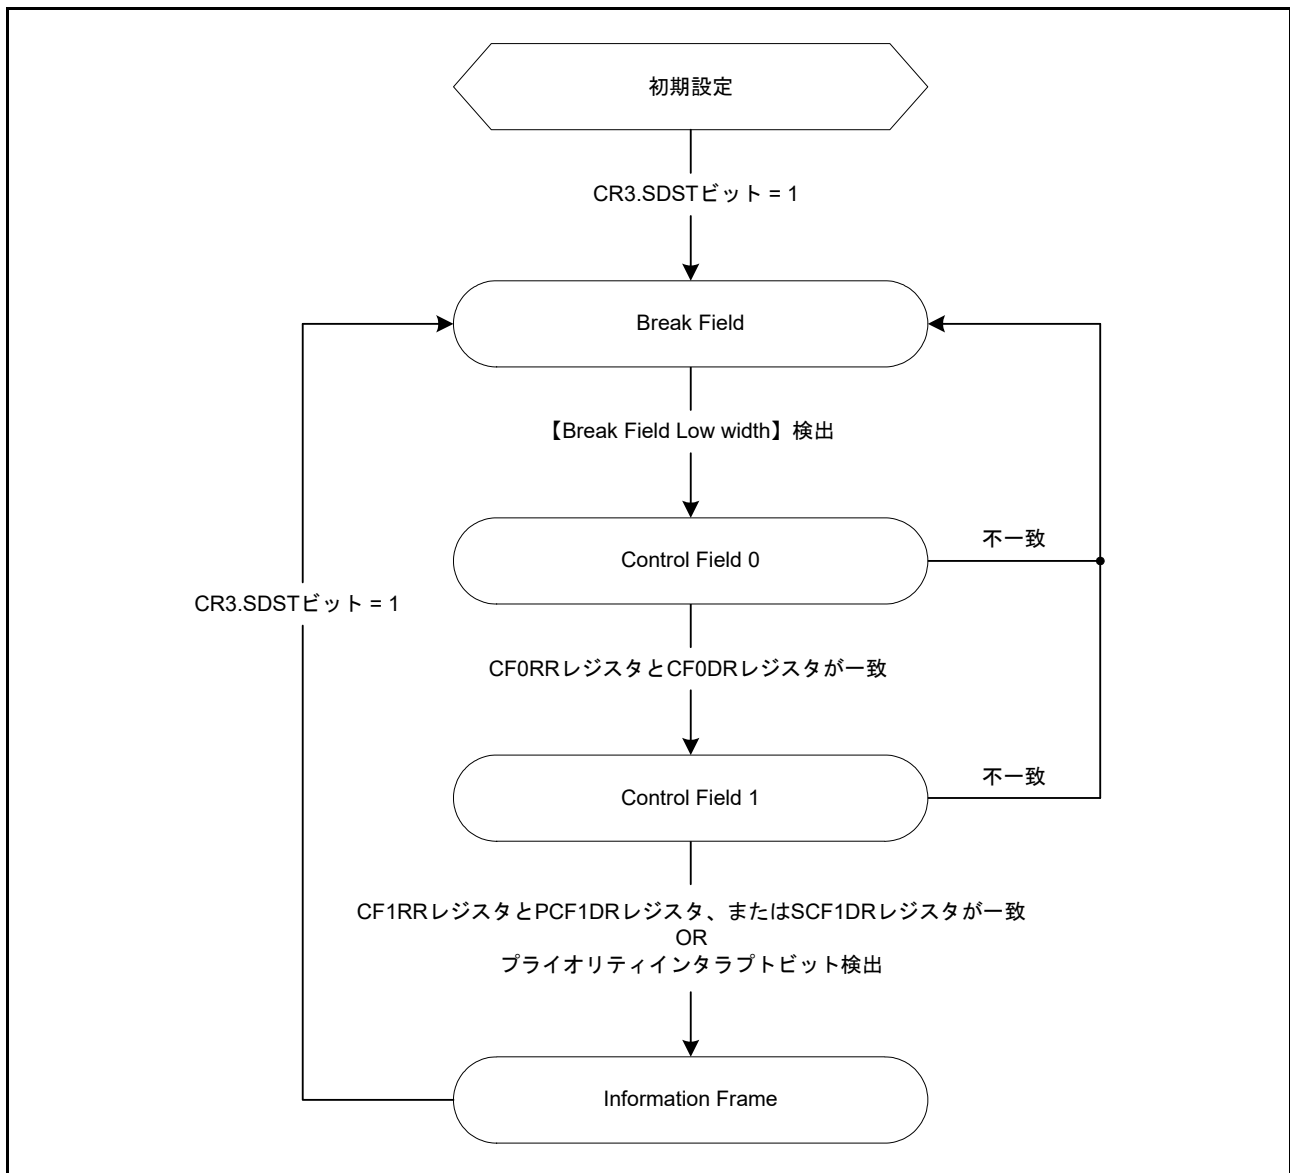 初期設定
CR3.SDSTビット = 1
Break Field
【Break Field Low width】検出
Control Field 0
不一致
CR3.SDSTビット = 1
CF0RRレジスタとCF0DRレジスタが一致
Control Field 1
不一致
CF1RRレジスタとPCF1DRレジスタ、またはSCF1DRレジスタが一致
OR
プライオリティインタラプトビット検出
Information Frame